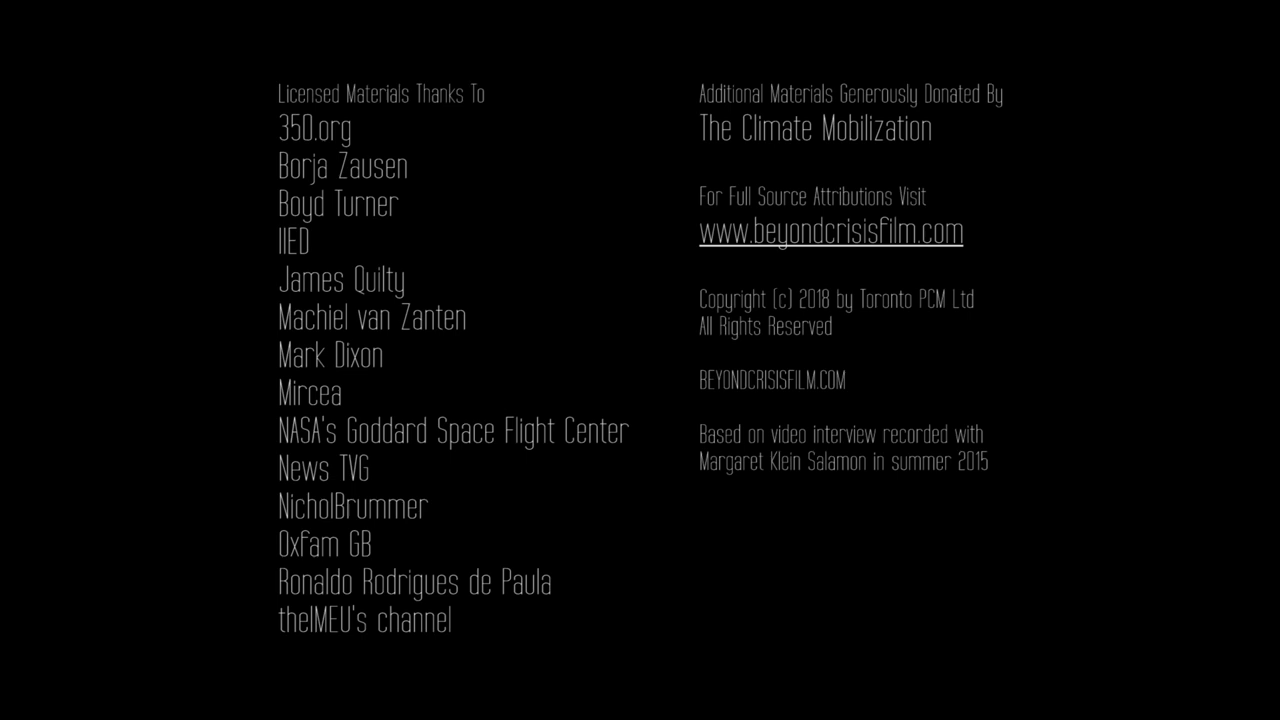 Licensed Materials Thanks To
350.org
Borja Zausen
Boyd Turner
IIED
James Quilty
Machiel van Zanten
Mark Dixon
Mircea
NASA's Goddard Space Flight Center
News TVG
NicholBrummer
Oxfam GB
Ronaldo Rodrigues de Paula
theIMEU's channel
Additional Materials Generously Donated By
The Climate Mobilization
For Full Source Attributions Visit
www.beyondcrisisfilm.com
Copyright (c) 2018 by Toronto PCM Ltd
All Rights Reserved
BEYONDCRISISFILM.COM
Based on video interview recorded with
Margaret Klein Salamon in summer 2015